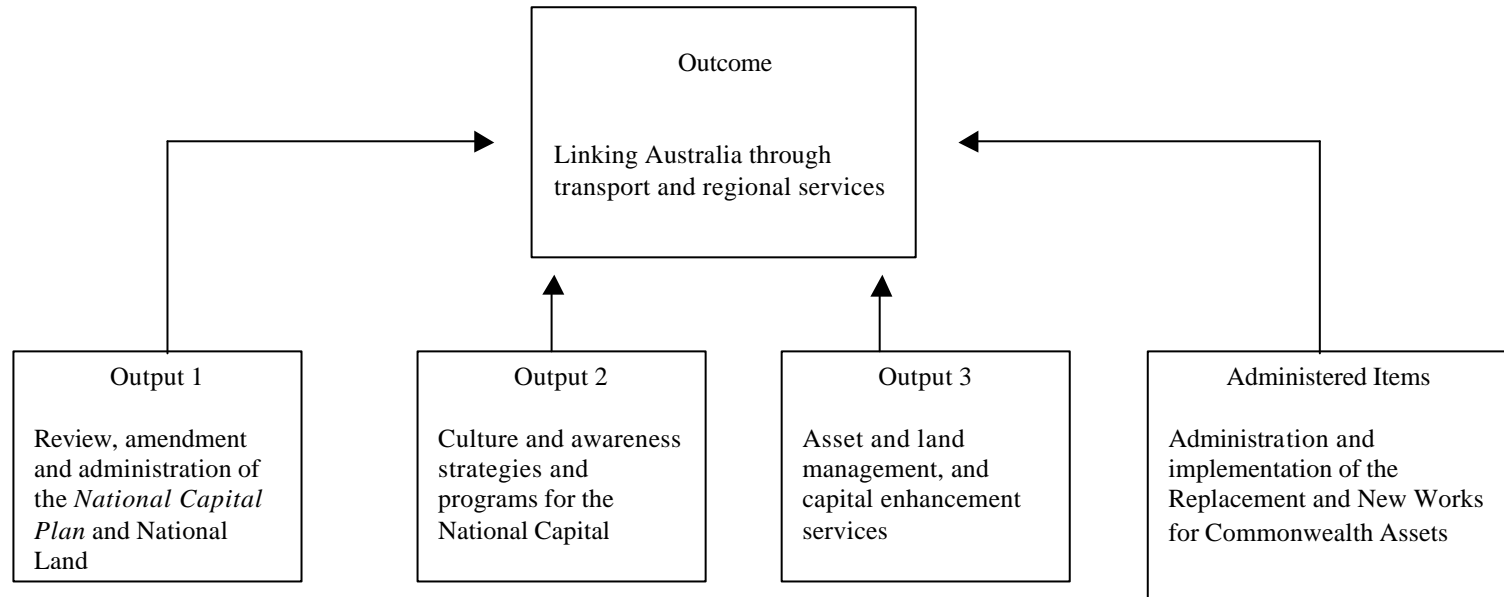 Outcome
Linking Australia through
transport and regional services
Output 1
Review, amendment
and administration of
the National Capital
Plan and National
Land
Output 2
Culture and awareness
strategies and
programs for the
National Capital
Output 3
Asset and land
management, and
capital enhancement
services
Administered Items
Administration and
implementation of the
Replacement and New Works
for Commonwealth Assets